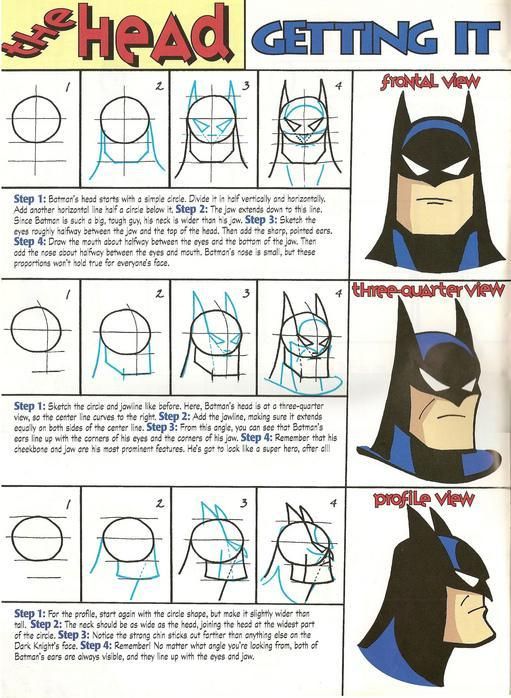 the Head GETTING IT
1 2 3 4
frontal view
Step 1: Batman's head starts with a simple circle. Divide it in half vertically and horizontally.
Add another horizontal line half a circle below it. Step 2: The jaw extends down to this line.
Since Batman is such a big, tough guy, his neck is wider than his jaw. Step 3: Sketch the
eyes roughly halfway between the jaw and the top of the head. Then add the sharp, pointed ears.
Step 4: Draw the mouth about halfway between the eyes and the bottom of the jaw. Then
add the nose about halfway between the eyes and mouth. Batman's nose is small, but these
proportions won't hold true for everyone's face.
1 2 3 4
three-quarter view
Step 1: Sketch the circle and jawline like before. Here, Batman's head is at a three-quarter
view, so the center line curves to the right. Step 2: Add the jawline, making sure it extends
equally on both sides of the center line. Step 3: From this angle, you can see that Batman's
ears line up with the corners of his eyes and the corners of his jaw. Step 4: Remember that his
cheekbone and jaw are his most prominent features. He's got to look like a super hero, after all!
1 2 3 4
profile view
Step 1: For the profile, start again with the circle shape, but make it slightly wider than
tall. Step 2: The neck should be as wide as the head, joining the head at the widest part
of the circle. Step 3: Notice the strong chin sticks out farther than anything else on the
Dark Knight's face. Step 4: Remember! No matter what angle you're looking from, both of
Batman's ears are always visible, and they line up with the eyes and jaw.